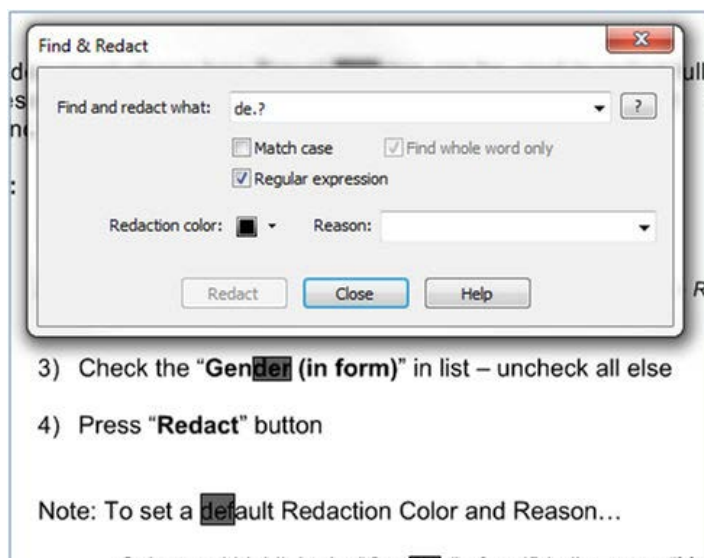 Find & Redact
Find and redact what: de.? ?
Match case Find whole word only
Regular expression
Redaction color: Reason:
Redact Close Help
3) Check the “Gender (in form)” in list – uncheck all else
4) Press “Redact” button
Note: To set a default Redaction Color and Reason…